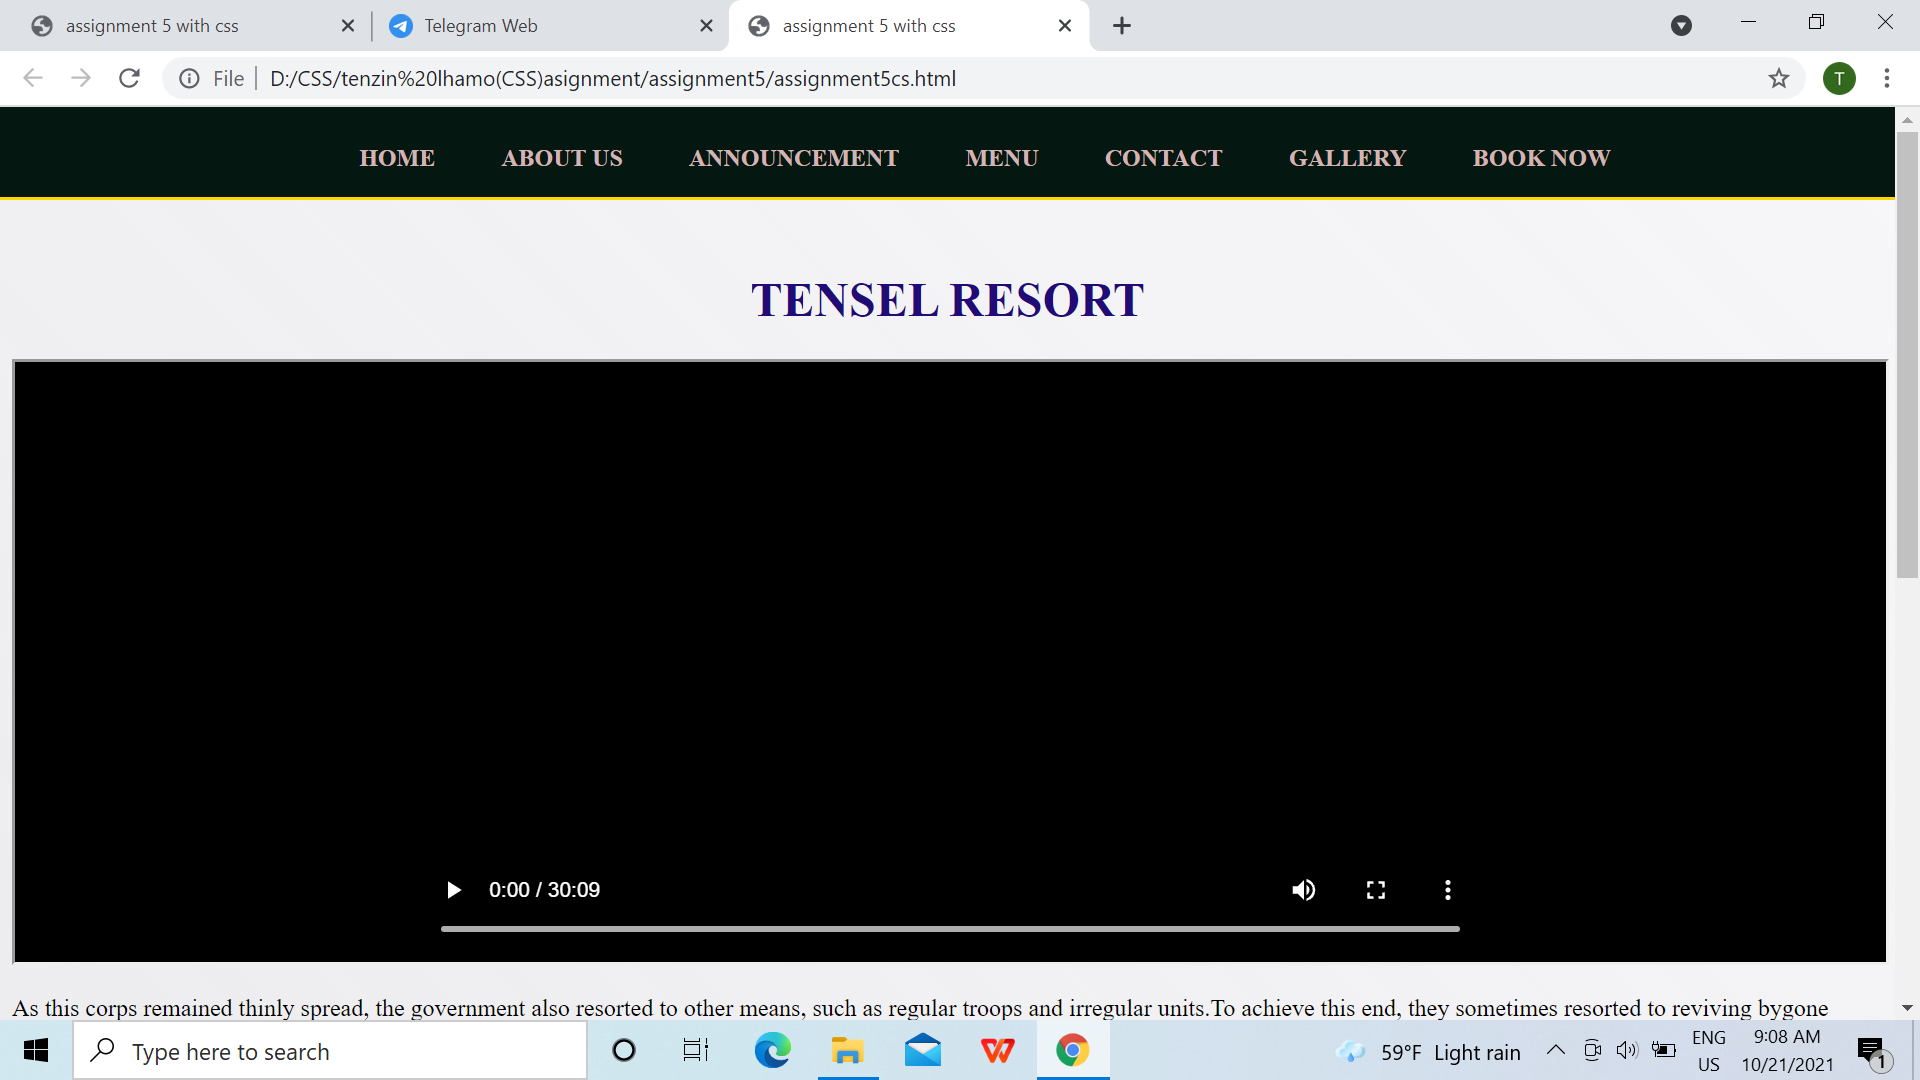 assignment 5 with css
Telegram Web
assignment 5 with css
File
D:/CSS/tenzin%20lhamo(CSS)asignment/assignment5/assignment5cs.html
T
HOME ABOUT US ANNOUNCEMENT MENU CONTACT GALLERY BOOK NOW
TENSEL RESORT
0:00 / 30:09
As this corps remained thinly spread, the government also resorted to other means, such as regular troops and irregular units.To achieve this end, they sometimes resorted to reviving bygone
Type here to search
59°F Light rain
ENG
US
9:08 AM
10/21/2021
1